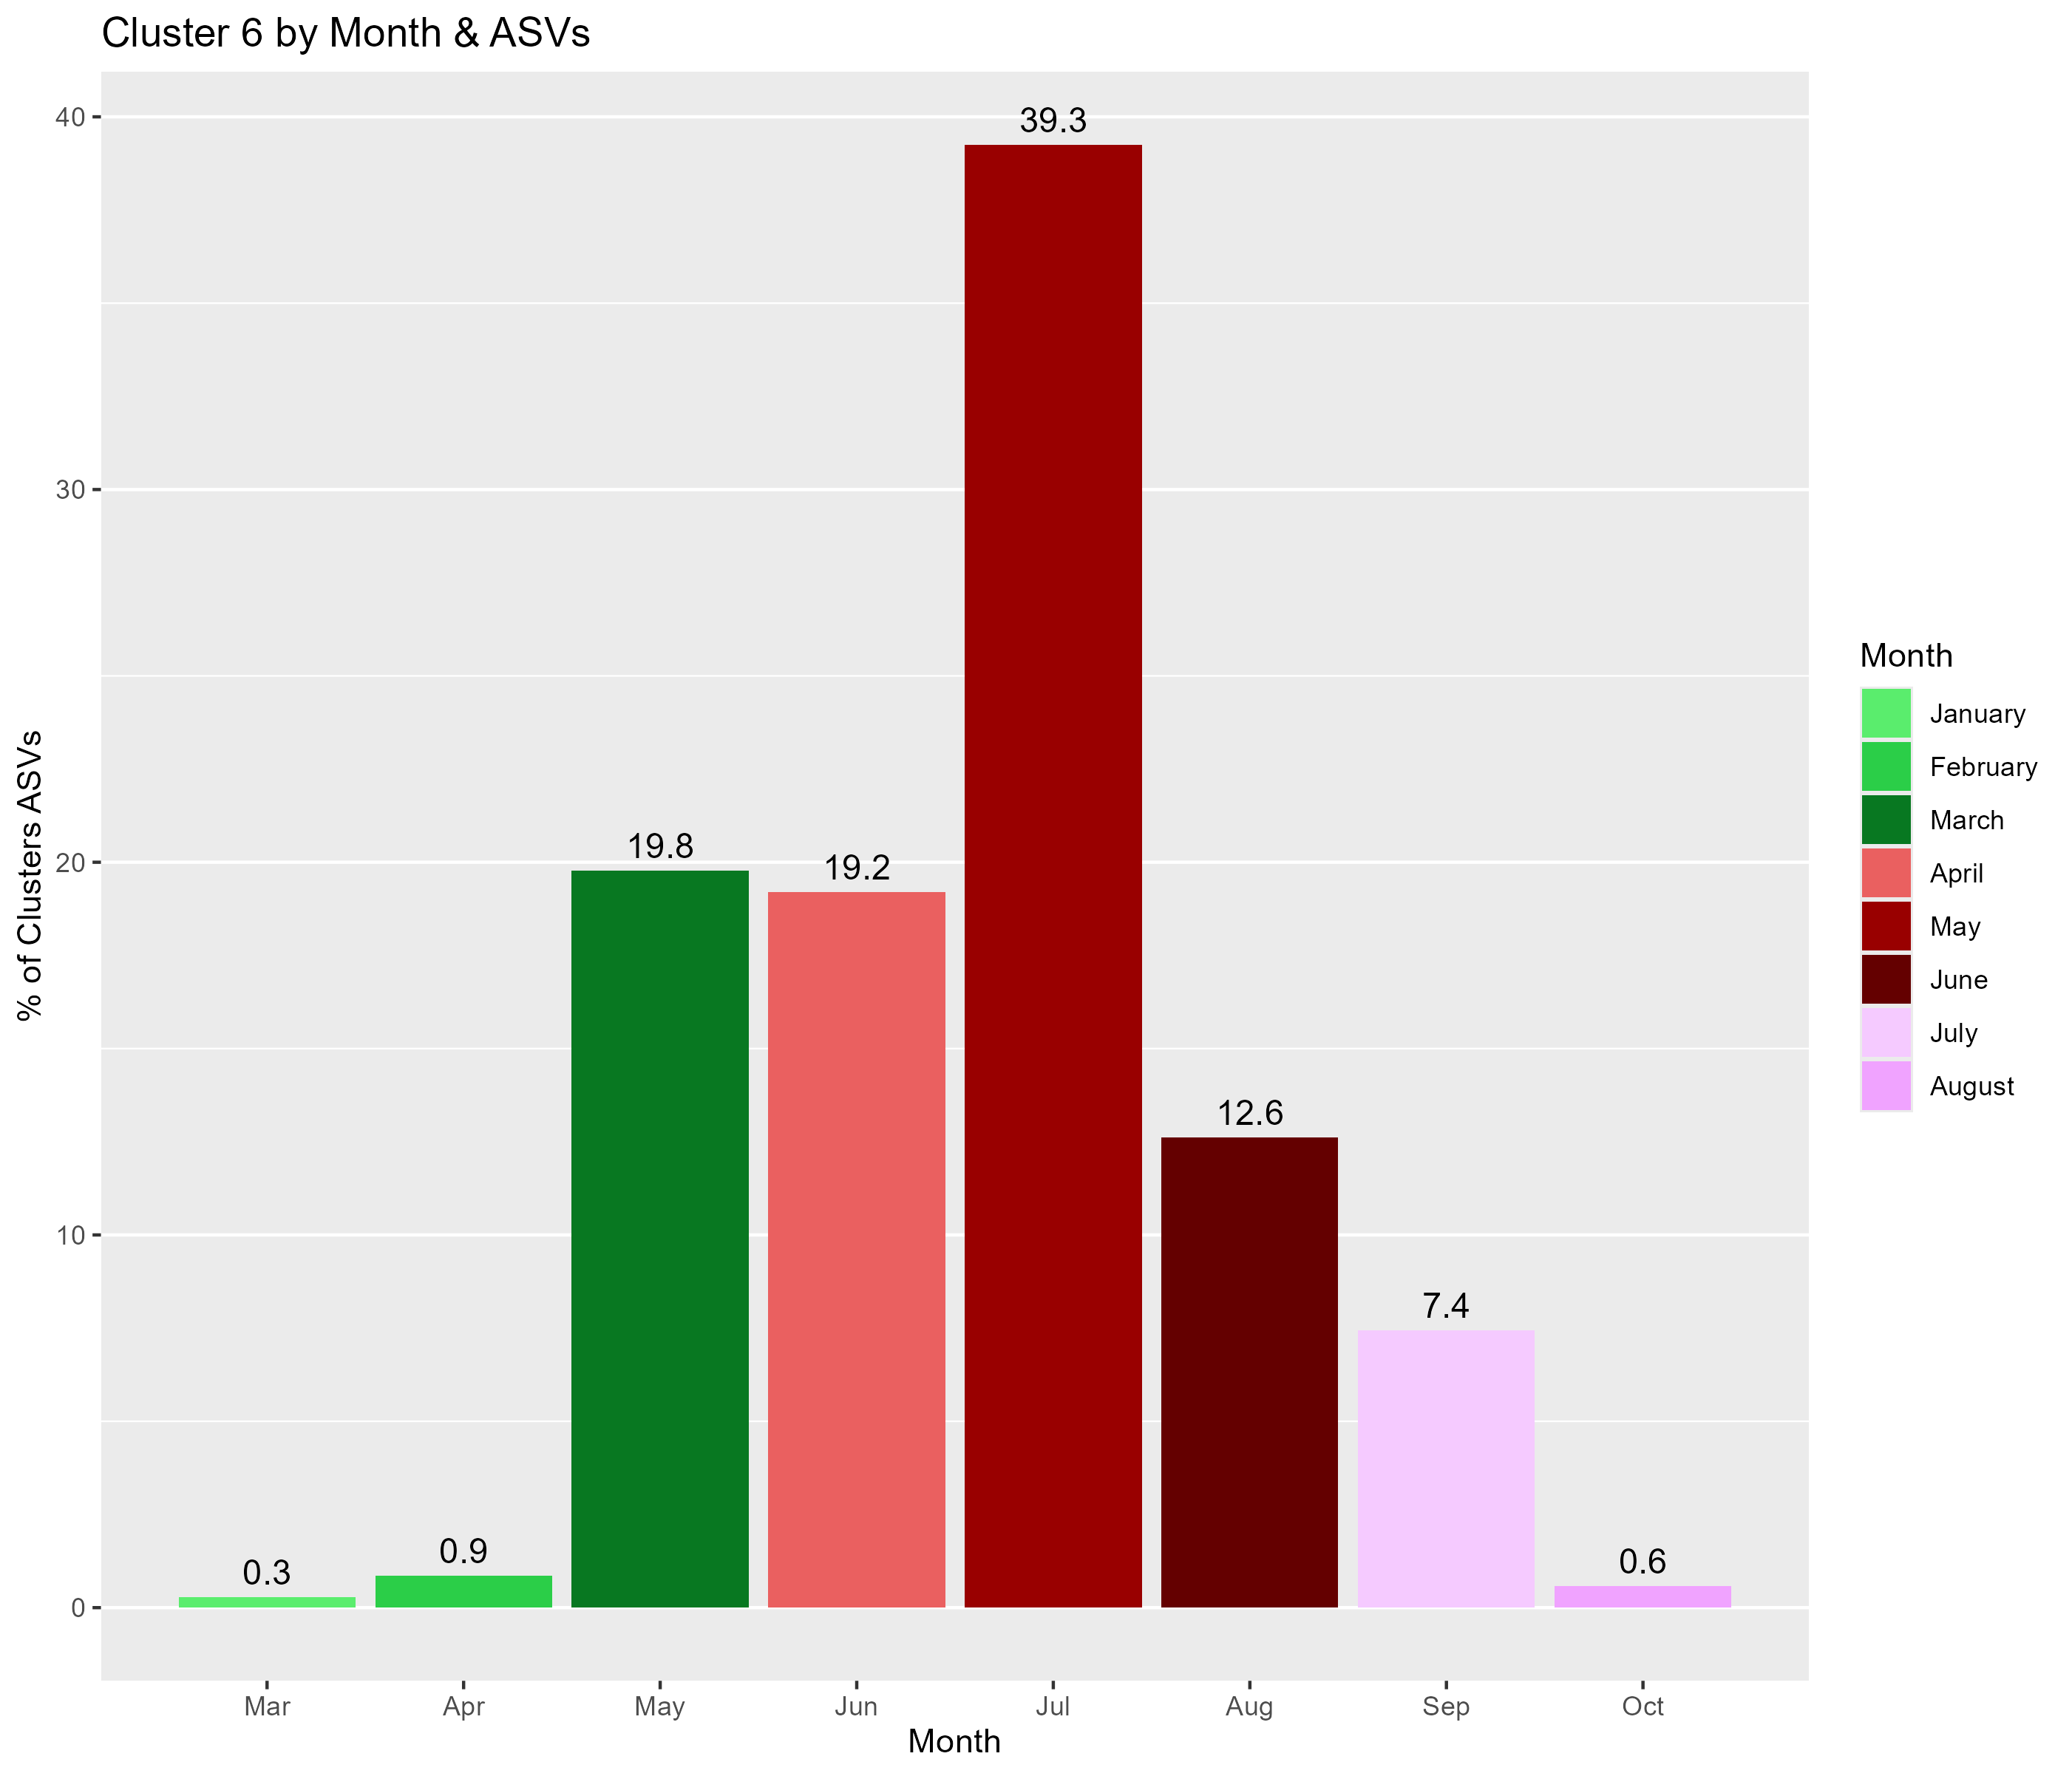 Cluster 6 by Month & ASVs
% of Clusters ASVs
40
30
20
10
0
0.3
0.9
19.8
19.2
39.3
12.6
7.4
0.6
Mar
Apr
May
Jun
Jul
Aug
Sep
Oct
Month
Month
January
February
March
April
May
June
July
August